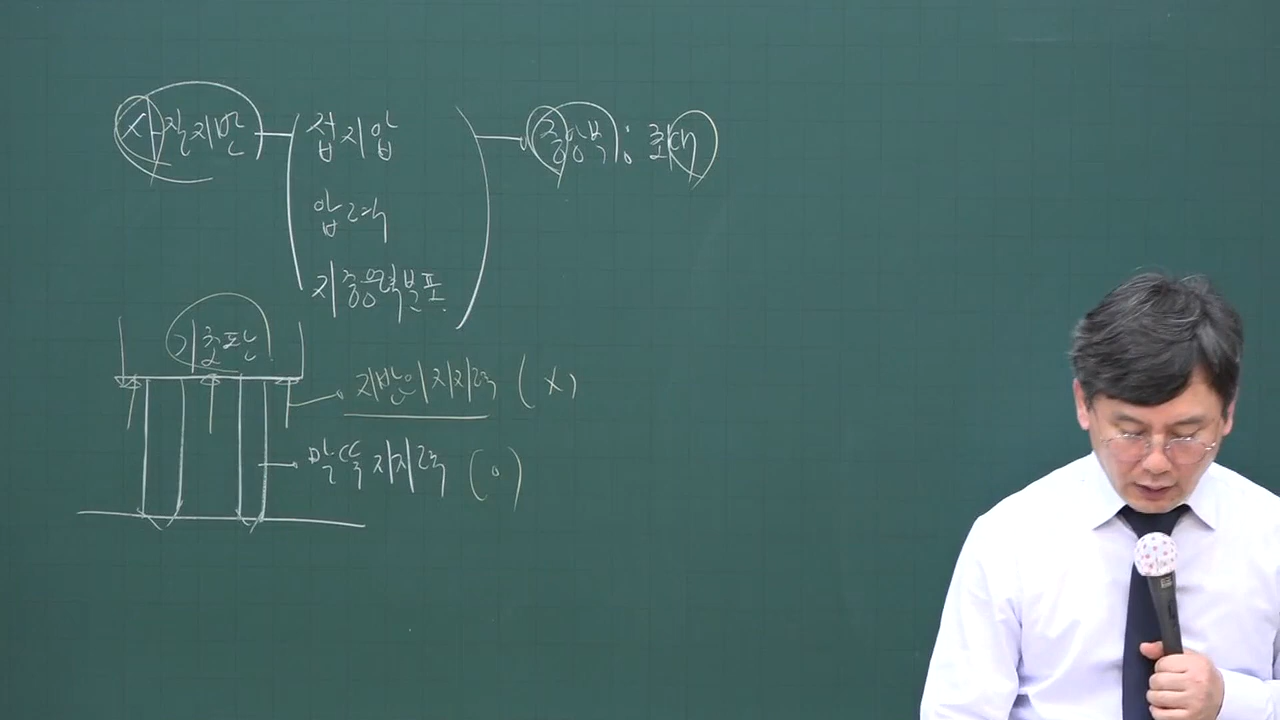 사질지반 접지압 중앙부 : 최대
압력
지중응력분포
기초판
지반의 지지력 (X)
말뚝지지력 (O)